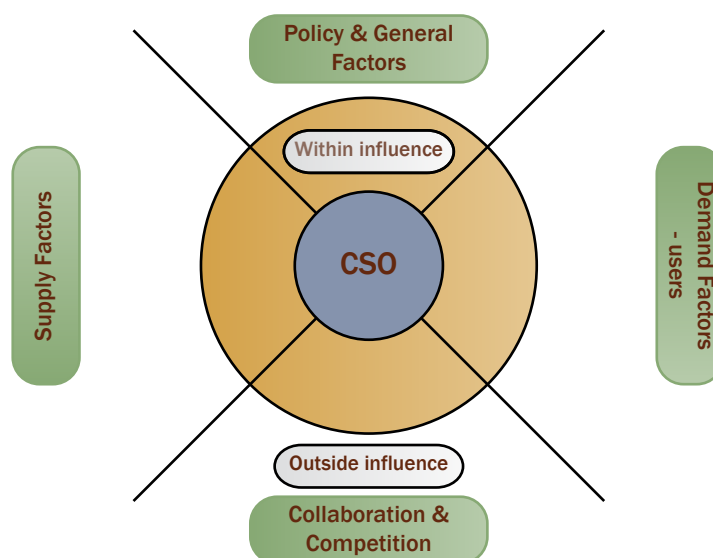 Policy & General
Factors
Within influence
Supply Factors
CSO
Demand Factors
- users
Outside influence
Collaboration &
Competition